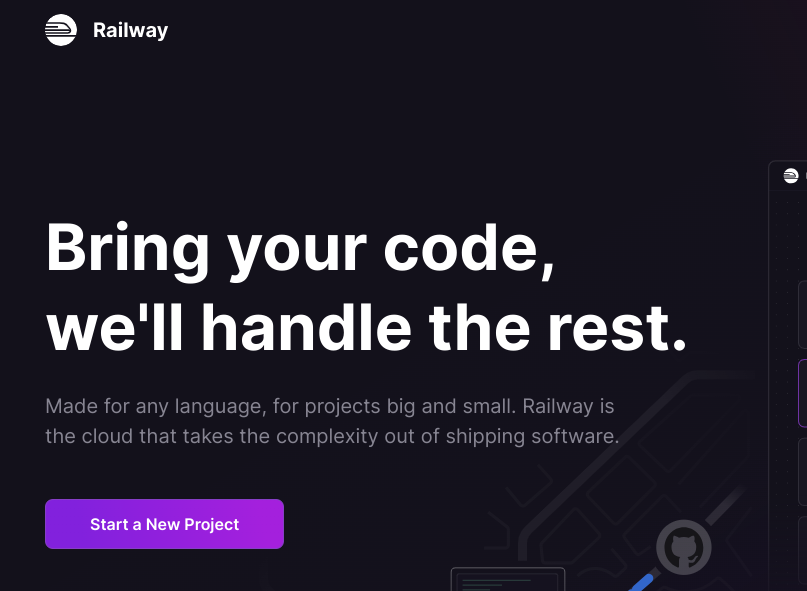 Railway
Bring your code,
we'll handle the rest.
Made for any language, for projects big and small. Railway is
the cloud that takes the complexity out of shipping software.
Start a New Project